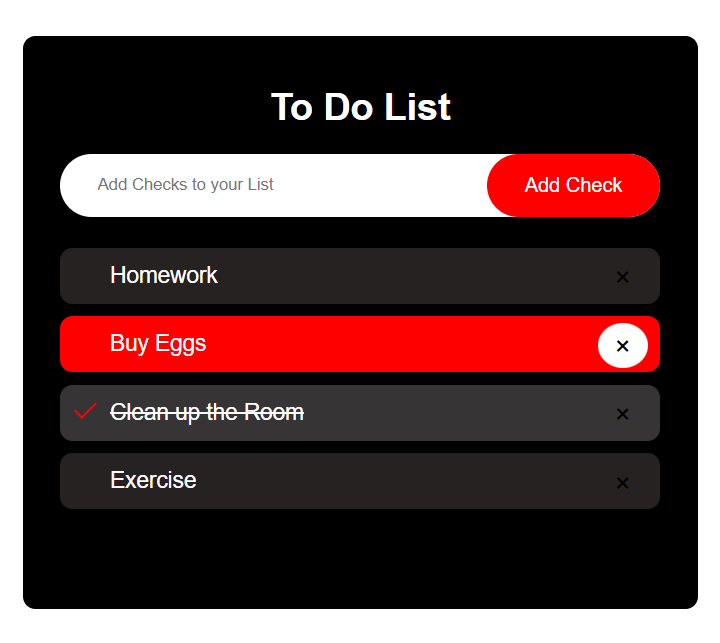 To Do List
Add Checks to your List
Add Check
Homework ×
Buy Eggs ×
Clean up the Room ×
Exercise ×